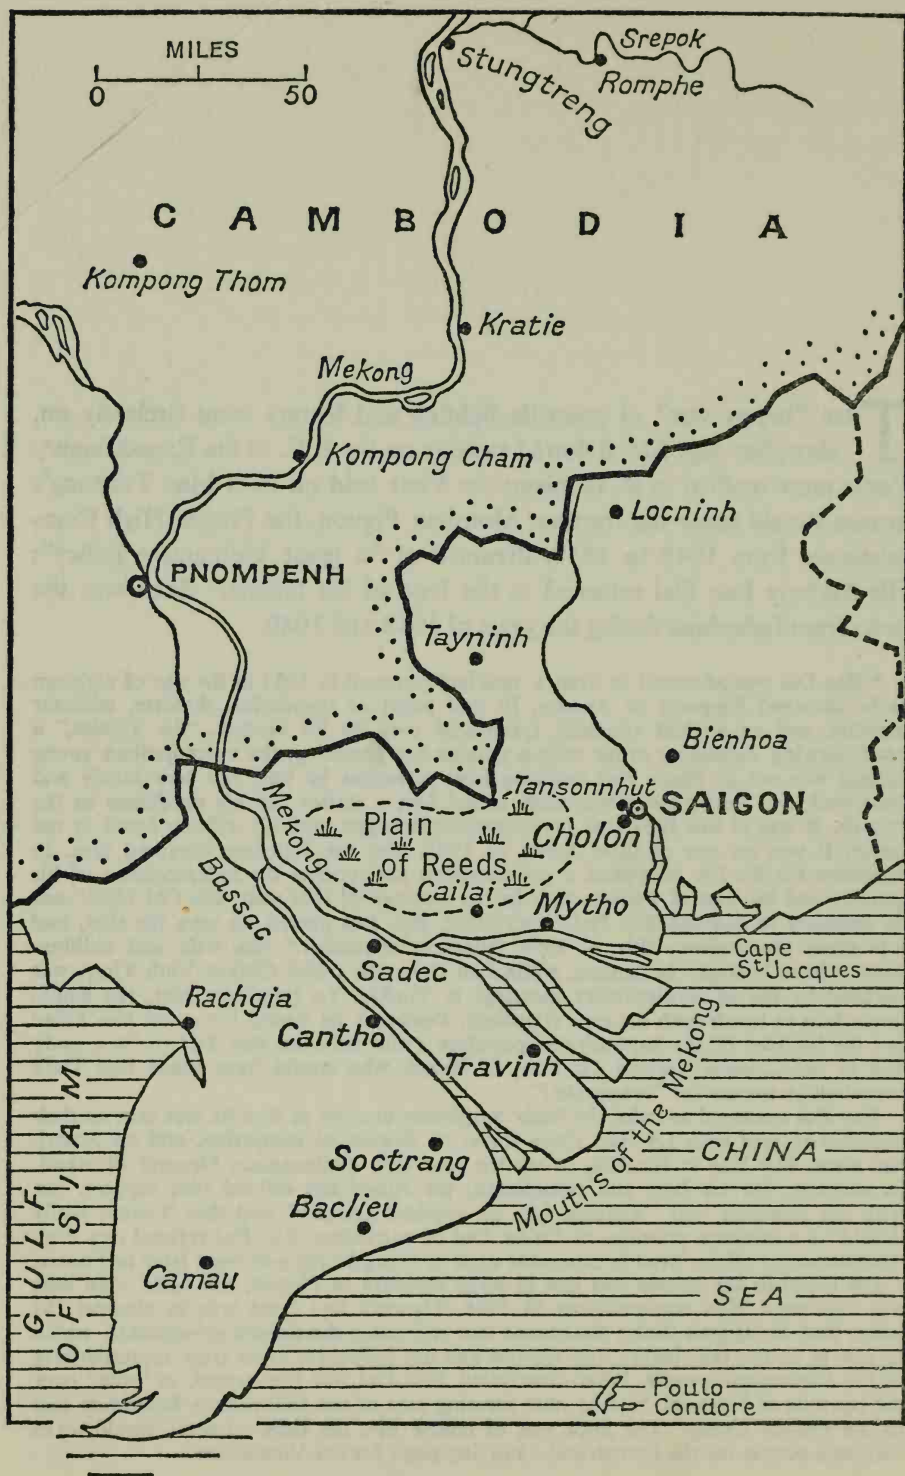 MILES
0 50
Srepok
Stungtreng
Romphe
CAMBODIA
Kompong Thom
Kratie
Mekong
Kompong Cham
Locninh
PNOMPENH
Tayninh
Bienhoa
Tansonnhut
SAIGON
Cholon
Mekong
Plain
of Reeds
Cailai
Bassac
Mytho
Cape
St Jacques
Sadec
Rachgia
Cantho
Travinh
Mouths of the Mekong
CHINA
SEA
Soctrang
Baclieu
Camau
GULF
OF SIAM
Poulo
Condore